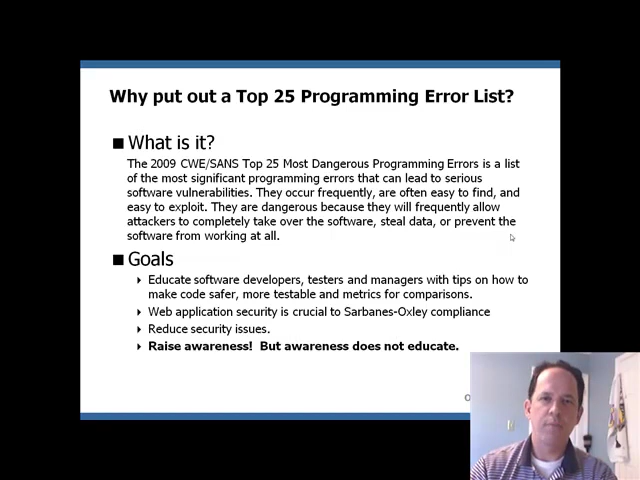 Why put out a Top 25 Programming Error List?
What is it?
The 2009 CWE/SANS Top 25 Most Dangerous Programming Errors is a list
of the most significant programming errors that can lead to serious
software vulnerabilities. They occur frequently, are often easy to find, and
easy to exploit. They are dangerous because they will frequently allow
attackers to completely take over the software, steal data, or prevent the
software from working at all.
Goals
Educate software developers, testers and managers with tips on how to
make code safer, more testable and metrics for comparisons.
Web application security is crucial to Sarbanes-Oxley compliance
Reduce security issues.
Raise awareness! But awareness does not educate.